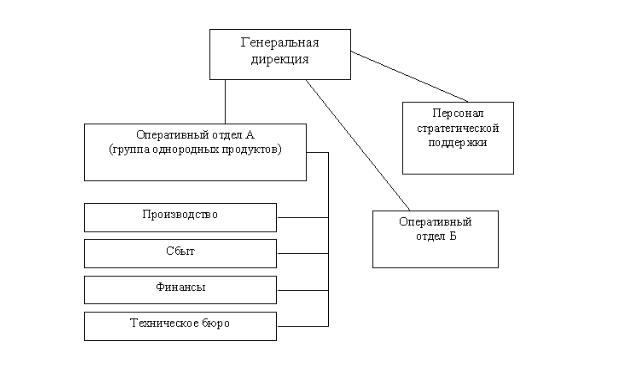 Генеральная
дирекция
Персонал
стратегической
поддержки
Оперативный отдел А
(группа однородных продуктов)
Производство
Оперативный
отдел Б
Сбыт
Финансы
Техническое бюро